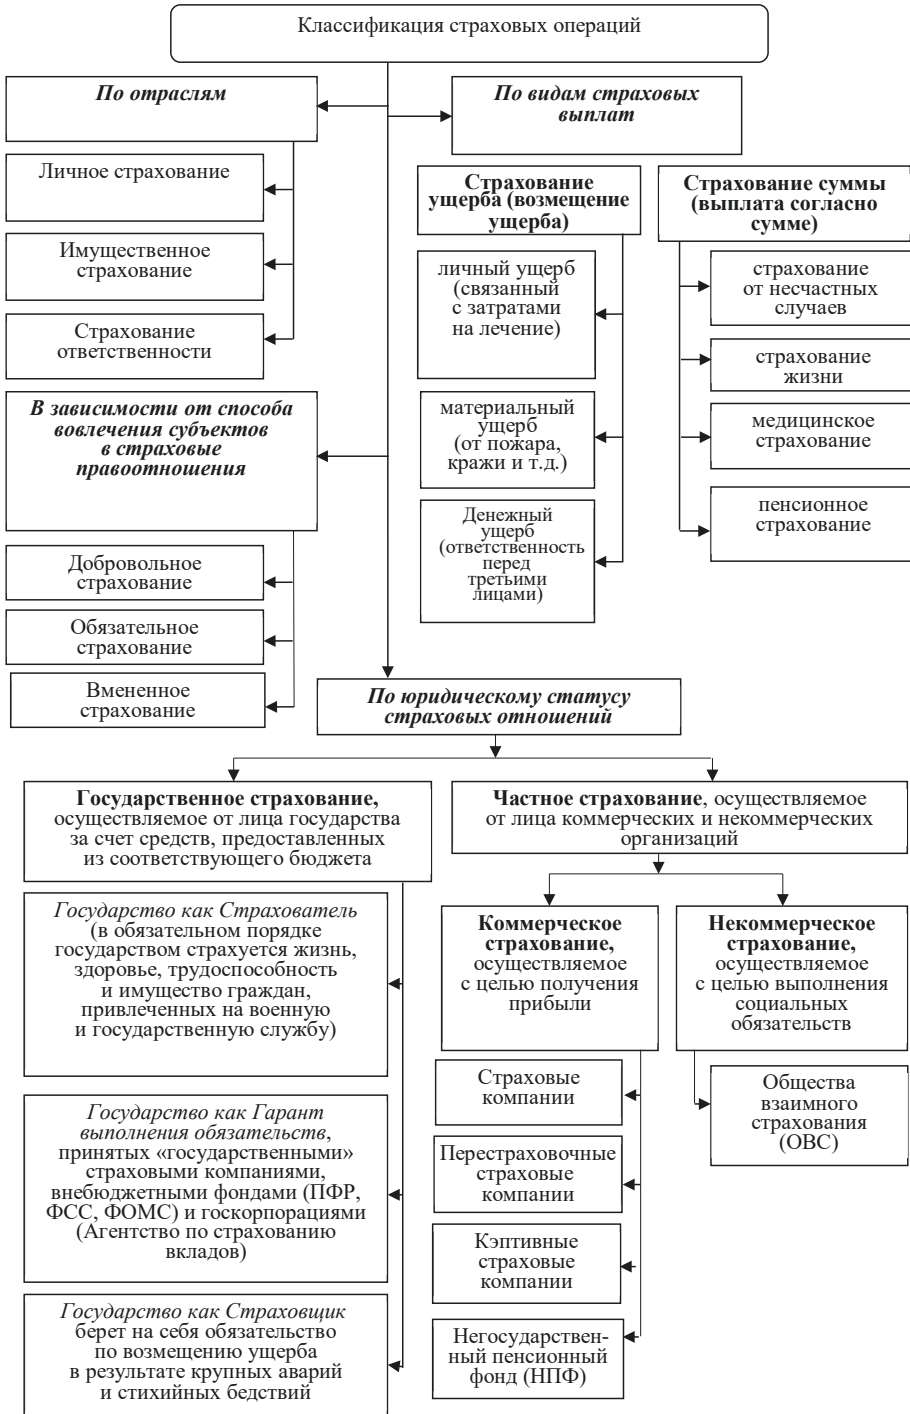 Классификация страховых операций
По отраслям
Личное страхование
Имущественное
страхование
Страхование
ответственности
По видам страховых
выплат
Страхование
ущерба (возмещение
ущерба)
личный ущерб
(связанный
с затратами
на лечение)
материальный
ущерб
(от пожара,
кражи и т.д.)
Денежный
ущерб
(ответственность
перед
третьими
лицами)
Страхование суммы
(выплата согласно
сумме)
страхование
от несчастных
случаев
страхование
жизни
медицинское
страхование
пенсионное
страхование
В зависимости от способа
вовлечения субъектов
в страховые
правоотношения
Добровольное
страхование
Обязательное
страхование
Вмененное
страхование
По юридическому статусу
страховых отношений
Государственное страхование,
осуществляемое от лица государства
за счет средств, предоставленных
из соответствующего бюджета
Государство как Страхователь
(в обязательном порядке
государством страхуется жизнь,
здоровье, трудоспособность
и имущество граждан,
привлеченных на военную
и государственную службу)
Государство как Гарант
выполнения обязательств,
принятых «государственными»
страховыми компаниями,
внебюджетными фондами (ПФР,
ФСС, ФОМС) и госкорпорациями
(Агентство по страхованию
вкладов)
Государство как Страховщик
берет на себя обязательство
по возмещению ущерба
в результате крупных аварий
и стихийных бедствий
Частное страхование, осуществляемое
от лица коммерческих и некоммерческих
организаций
Коммерческое
страхование,
осуществляемое
с целью получения
прибыли
Страховые
компании
Перестраховочные
страховые
компании
Кэптивные
страховые
компании
Негосударствен-
ный пенсионный
фонд (НПФ)
Некоммерческое
страхование,
осуществляемое
с целью выполнения
социальных
обязательств
Общества
взаимного
страхования
(ОВС)